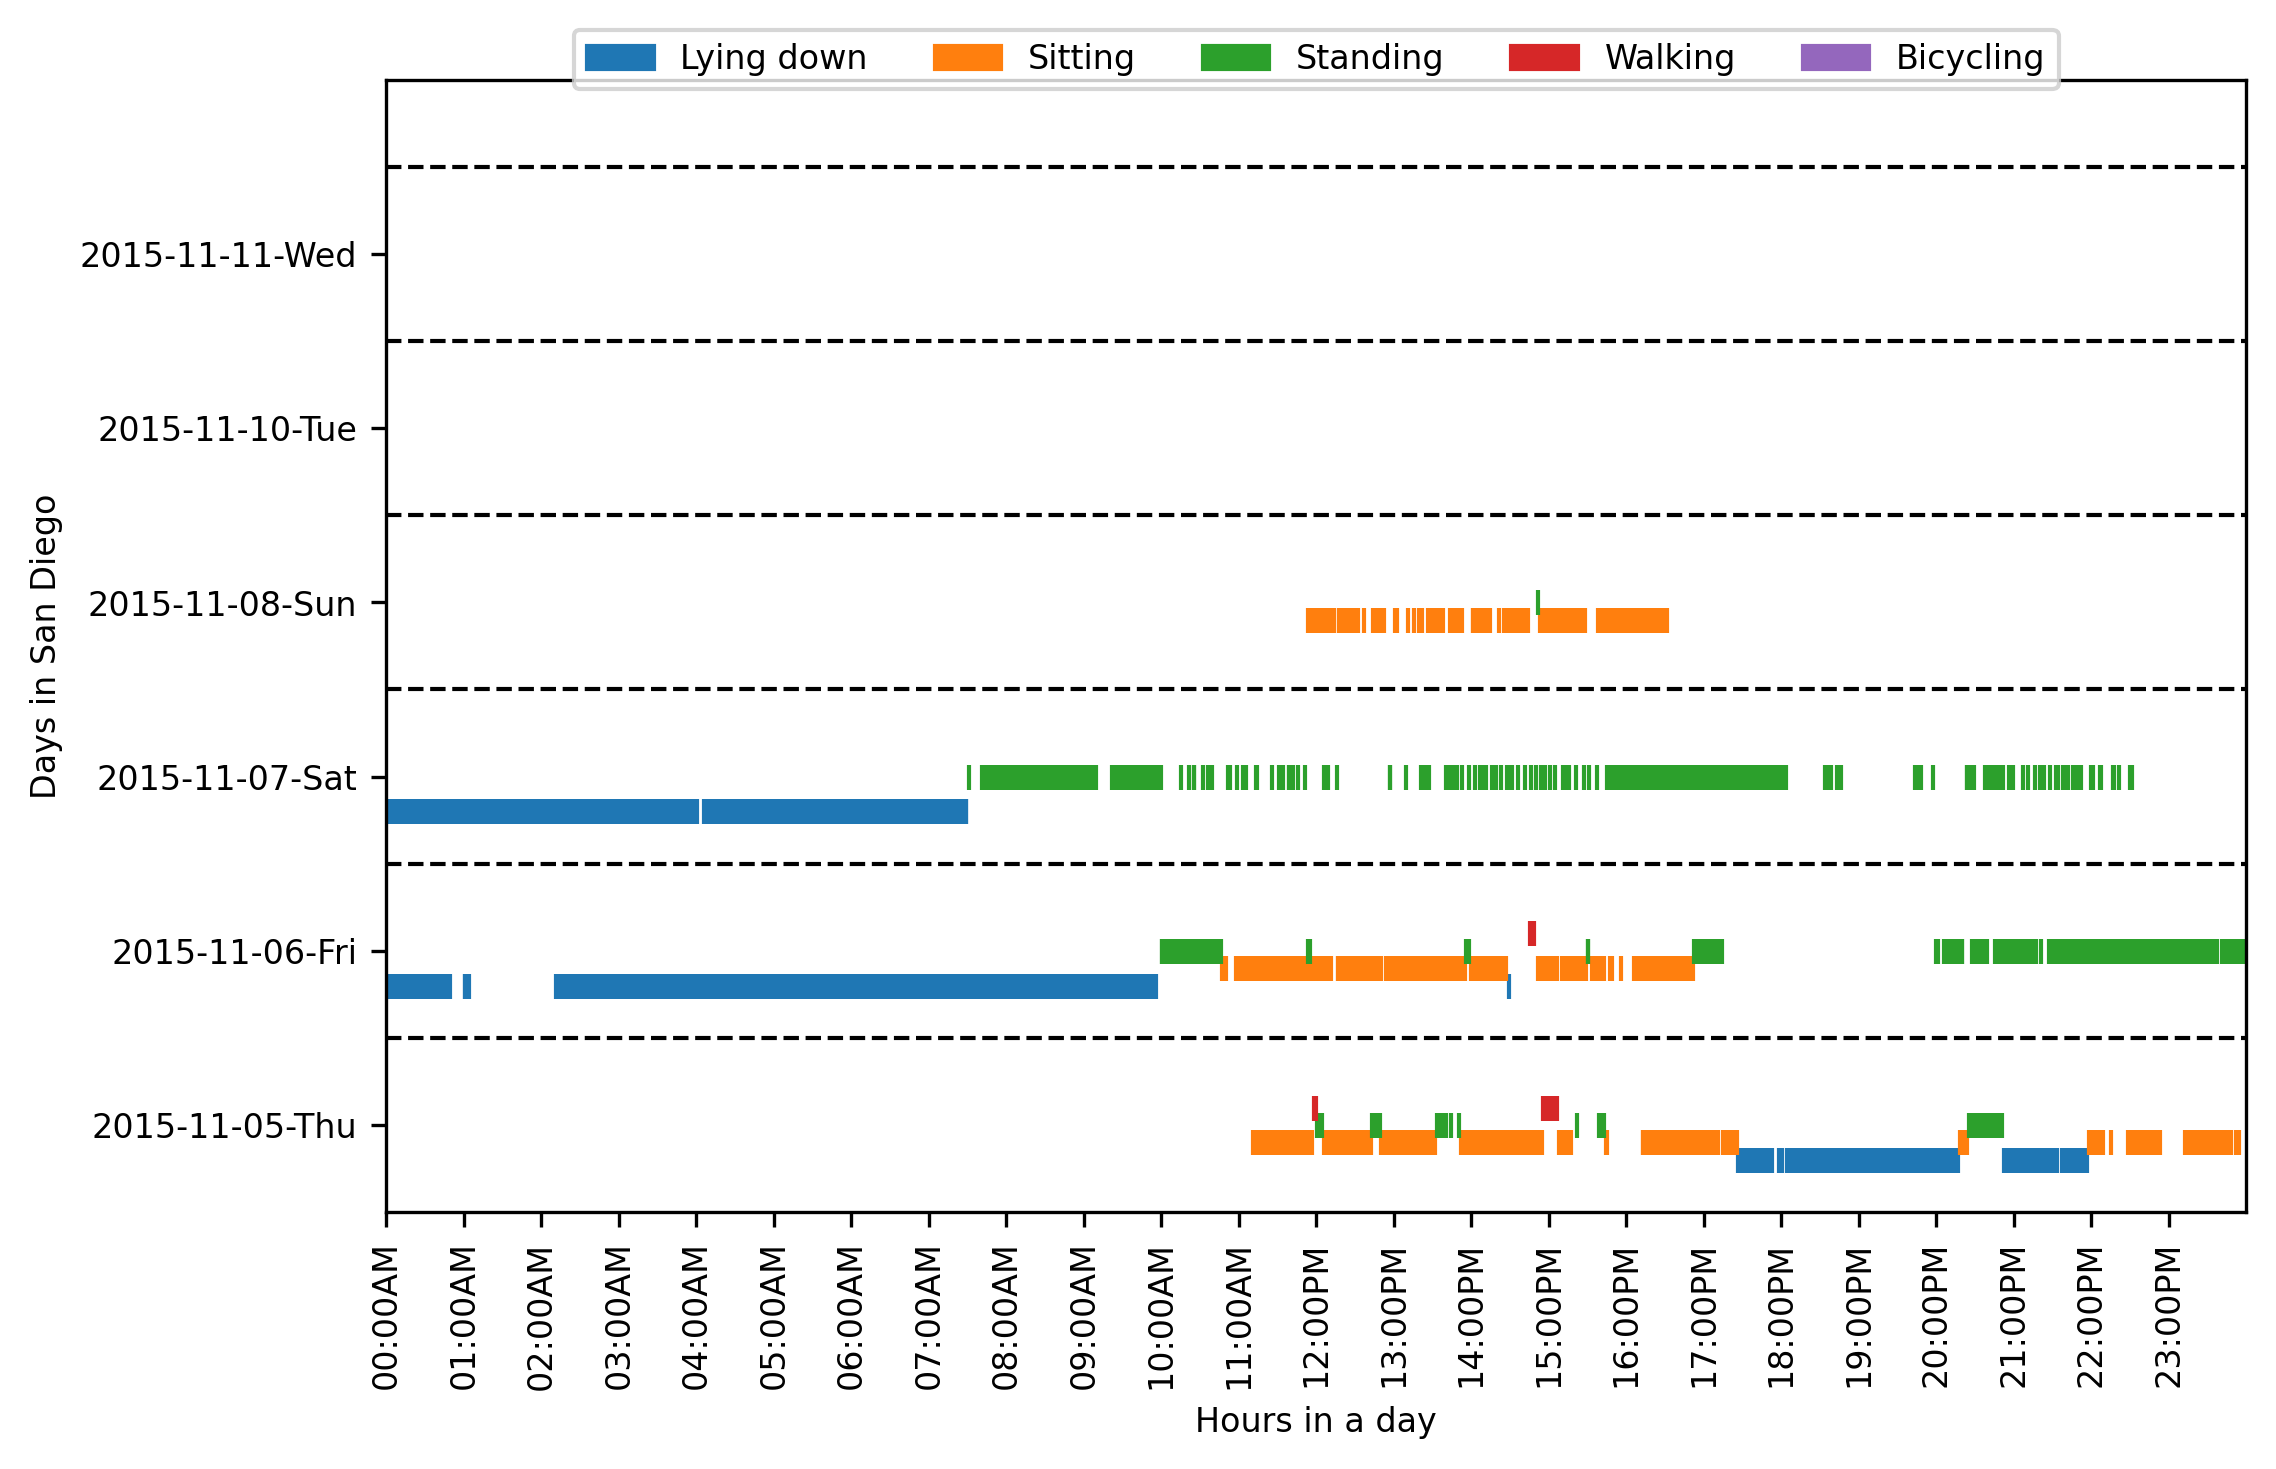 Lying down Sitting Standing Walking Bicycling
Days in San Diego
2015-11-11-Wed
2015-11-10-Tue
2015-11-08-Sun
2015-11-07-Sat
2015-11-06-Fri
2015-11-05-Thu
00:00AM 01:00AM 02:00AM 03:00AM 04:00AM 05:00AM 06:00AM 07:00AM 08:00AM 09:00AM 10:00AM 11:00AM 12:00PM 13:00PM 14:00PM 15:00PM 16:00PM 17:00PM 18:00PM 19:00PM 20:00PM 21:00PM 22:00PM 23:00PM
Hours in a day